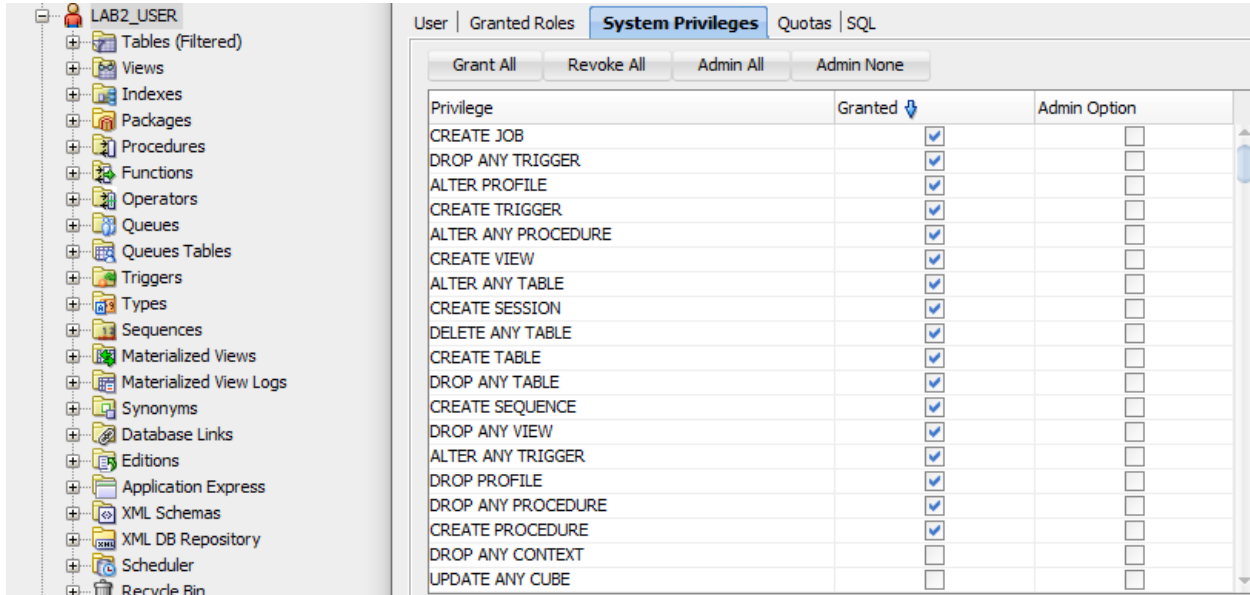 LAB2_USER
Tables (Filtered)
Views
Indexes
Packages
Procedures
Functions
Operators
Queues
Queues Tables
Triggers
Types
Sequences
Materialized Views
Materialized View Logs
Synonyms
Database Links
Editions
Application Express
XML Schemas
XML DB Repository
Scheduler
Recycle Bin
User Granted Roles System Privileges Quotas SQL
Grant All Revoke All Admin All Admin None
Privilege Granted Admin Option
CREATE JOB
DROP ANY TRIGGER
ALTER PROFILE
CREATE TRIGGER
ALTER ANY PROCEDURE
CREATE VIEW
ALTER ANY TABLE
CREATE SESSION
DELETE ANY TABLE
CREATE TABLE
DROP ANY TABLE
CREATE SEQUENCE
DROP ANY VIEW
ALTER ANY TRIGGER
DROP PROFILE
DROP ANY PROCEDURE
CREATE PROCEDURE
DROP ANY CONTEXT
UPDATE ANY CUBE